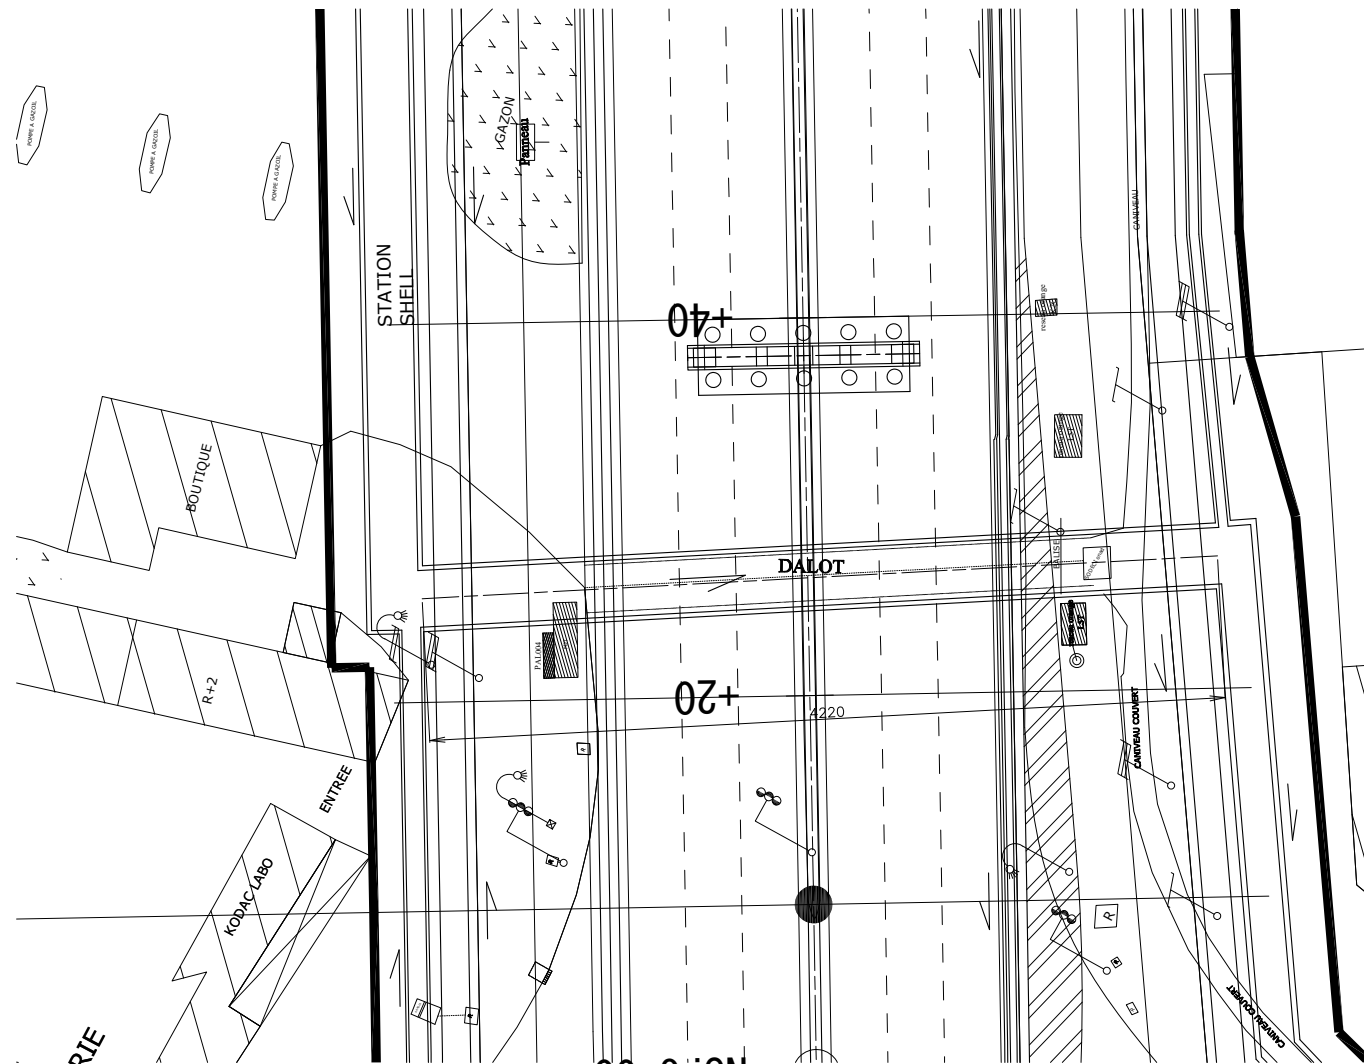 POMPE A GAZOIL
POMPE A GAZOIL
POMPE A GAZOIL
GAZON
Panneau
CANIVEAU
STATION
SHELL
+40
BOUTIQUE
DALOT
BALISE
PAL004
R+2
+20
4220
CANIVEAU COUVERT
ENTREE
KODAC LABO
R
R
R
R
R
CANIVEAU COUVERT
RIE